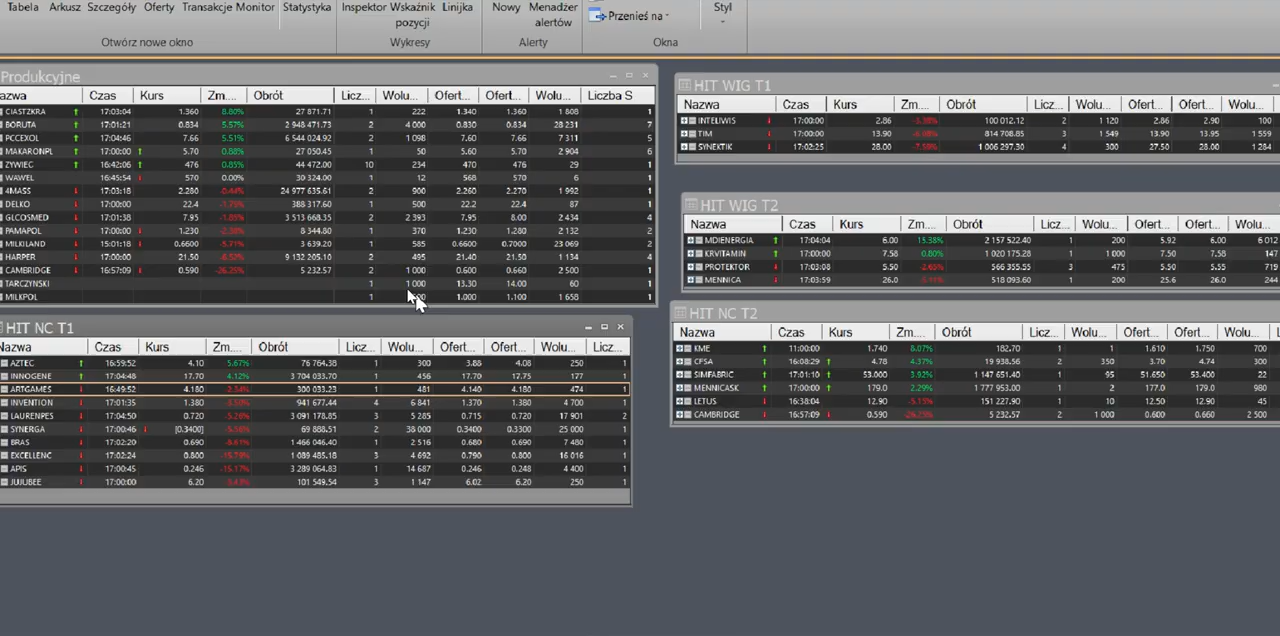 Tabela Arkusz Szczegóły Oferty Transakcje Monitor Statystyka Inspektor Wskaźnik Linijka Nowy Menadżer Styl
pozycji alertów Przenieś na
Otwórz nowe okno Wykresy Alerty Okna
Produkcyjne
azwa Czas Kurs Zm.... Obrót Licz... Wolu... Ofert... Ofert... Wolu... Liczba S
CIASTZKRA 17:03:04 1.360 8.80% 27 871.71 1 222 1.340 1.360 1 808 1
BORUTA 17:01:21 0.834 5.57% 2 948 471.73 2 4 000 0.830 0.834 28 231 7
PCCEXOL 17:04:46 7.66 5.51% 6 544 024.92 2 1 098 7.60 7.66 7 311 5
MAKARONPL 17:00:00 5.70 0.88% 27 050.45 1 50 5.60 5.70 2 904 6
ZYWIEC 16:42:06 476 0.85% 44 472.00 10 234 470 476 29 1
WAWEL 16:45:54 570 0.00% 30 324.00 1 12 568 570 6 1
4MASS 17:03:18 2.280 -0.44% 24 977 635.61 2 900 2.260 2.270 1 992 1
DELKO 17:00:00 22.4 388 317.60 1 500 22.2 22.4 87 1
GLCOSMED 17:01:38 7.95 3 513 668.35 2 2 393 7.95 8.00 2 434 4
PAMAPOL 17:00:00 1.230 8 344.80 1 370 1.230 1.280 2 132 2
MILKILAND 15:01:18 0.6600 -5.71% 3 639.20 1 585 0.6600 0.7000 23 069 2
HARPER 17:00:00 21.50 9 132 205.10 2 495 21.40 21.50 1 134 4
CAMBRIDGE 16:57:09 0.590 -26.25% 5 232.57 2 1 000 0.600 0.660 2 500 1
TARCZYNSKI 1 1 000 13.30 14.00 60 1
MILKPOL 1 1.000 1.100 1 658 1
HIT NC T1
Nazwa Czas Kurs Zm.... Obrót Licz... Wolu... Ofert... Ofert... Wolu... Licz...
AZTEC 16:59:52 4.10 5.67% 76 764.38 1 300 3.88 4.08 250 1
INNOGENE 17:04:48 17.70 4.12% 3 704 033.70 1 456 17.70 17.75 177 1
ARTGAMES 16:49:52 4.180 -2.34% 300 033.23 1 481 4.140 4.180 474 1
INVENTION 17:01:35 1.380 941 677.44 4 6 841 1.370 1.380 4 700 1
LAURENPES 17:04:50 0.720 -5.26% 3 091 178.85 3 5 285 0.715 0.720 17 901 2
SYNERGA 17:00:46 [0.3400] 69 888.51 2 38 000 0.3400 0.3300 25 000 1
BRAS 17:02:20 0.690 1 466 046.40 1 2 516 0.680 0.690 7 480 1
EXCELLENC 17:02:24 0.800 -15.79% 1 089 485.18 3 4 692 0.790 0.800 16 016 1
APIS 17:00:45 0.246 -15.17% 3 289 064.83 1 14 687 0.246 0.248 4 400 1
JUJUBEE 17:00:00 6.20 101 549.54 3 1 147 6.02 6.20 250 1
HIT WIG T1
Nazwa Czas Kurs Zm.... Obrót Licz... Wolu... Ofert... Ofert... Wolu...
INTELIWIS 17:00:00 2.86 100 012.12 2 1 120 2.86 2.90 100
TIM 17:00:00 13.90 814 708.85 3 1 549 13.90 13.95 1 559
SYNEKTIK 17:02:25 28.00 -7.59% 1 006 297.30 4 300 27.50 28.00 1 284
HIT WIG T2
Nazwa Czas Kurs Zm.... Obrót Licz... Wolu... Ofert... Ofert... Wolu...
MDIENERGIA 17:04:04 6.00 15.38% 2 157 522.40 1 200 5.92 6.00 6 012
KRVITAMIN 17:00:00 7.58 0.80% 1 020 175.28 1 1 000 7.50 7.58 147
PROTEKTOR 17:03:08 5.50 -2.65% 566 355.55 3 475 5.50 5.55 719
MENNICA 17:03:59 26.0 518 093.60 1 200 25.6 26.0 244
HIT NC T2
Nazwa Czas Kurs Zm.... Obrót Licz... Wolu... Ofert... Ofert... Wolu... L
KME 11:00:00 1.740 8.07% 182.70 1 1 1.610 1.750 700
CFSA 16:08:29 4.78 4.37% 19 938.56 2 350 3.70 4.74 300
SIMFABRIC 17:01:10 53.000 3.92% 1 147 651.40 1 95 51.650 53.400 22
MENNICASK 17:00:00 179.0 2.29% 1 777 953.00 1 2 177.0 179.0 980
LETUS 16:38:04 12.90 -5.15% 151 227.90 1 10 12.50 12.90 45
CAMBRIDGE 16:57:09 0.590 -26.25% 5 232.57 2 1 000 0.600 0.660 2 500